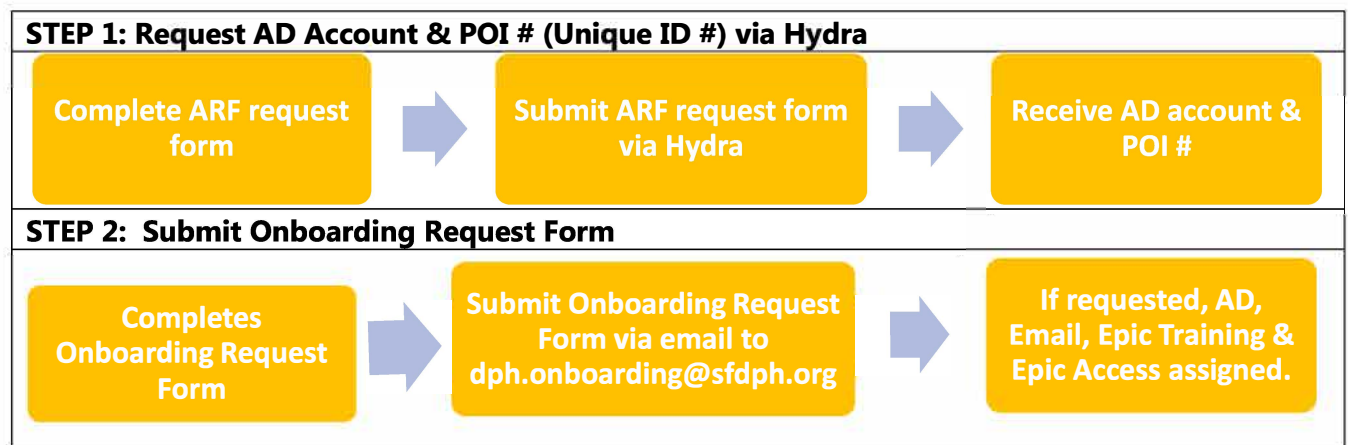 STEP 1: Request AD Account & POI # (Unique ID #) via Hydra
Complete ARF request
form
Submit ARF request form
via Hydra
Receive AD account &
POI #
STEP 2:  Submit Onboarding Request Form
Completes
Onboarding Request
Form
Submit Onboarding Request
Form via email to
dph.onboarding@sfdph.org
If requested, AD,
Email, Epic Training &
Epic Access assigned.